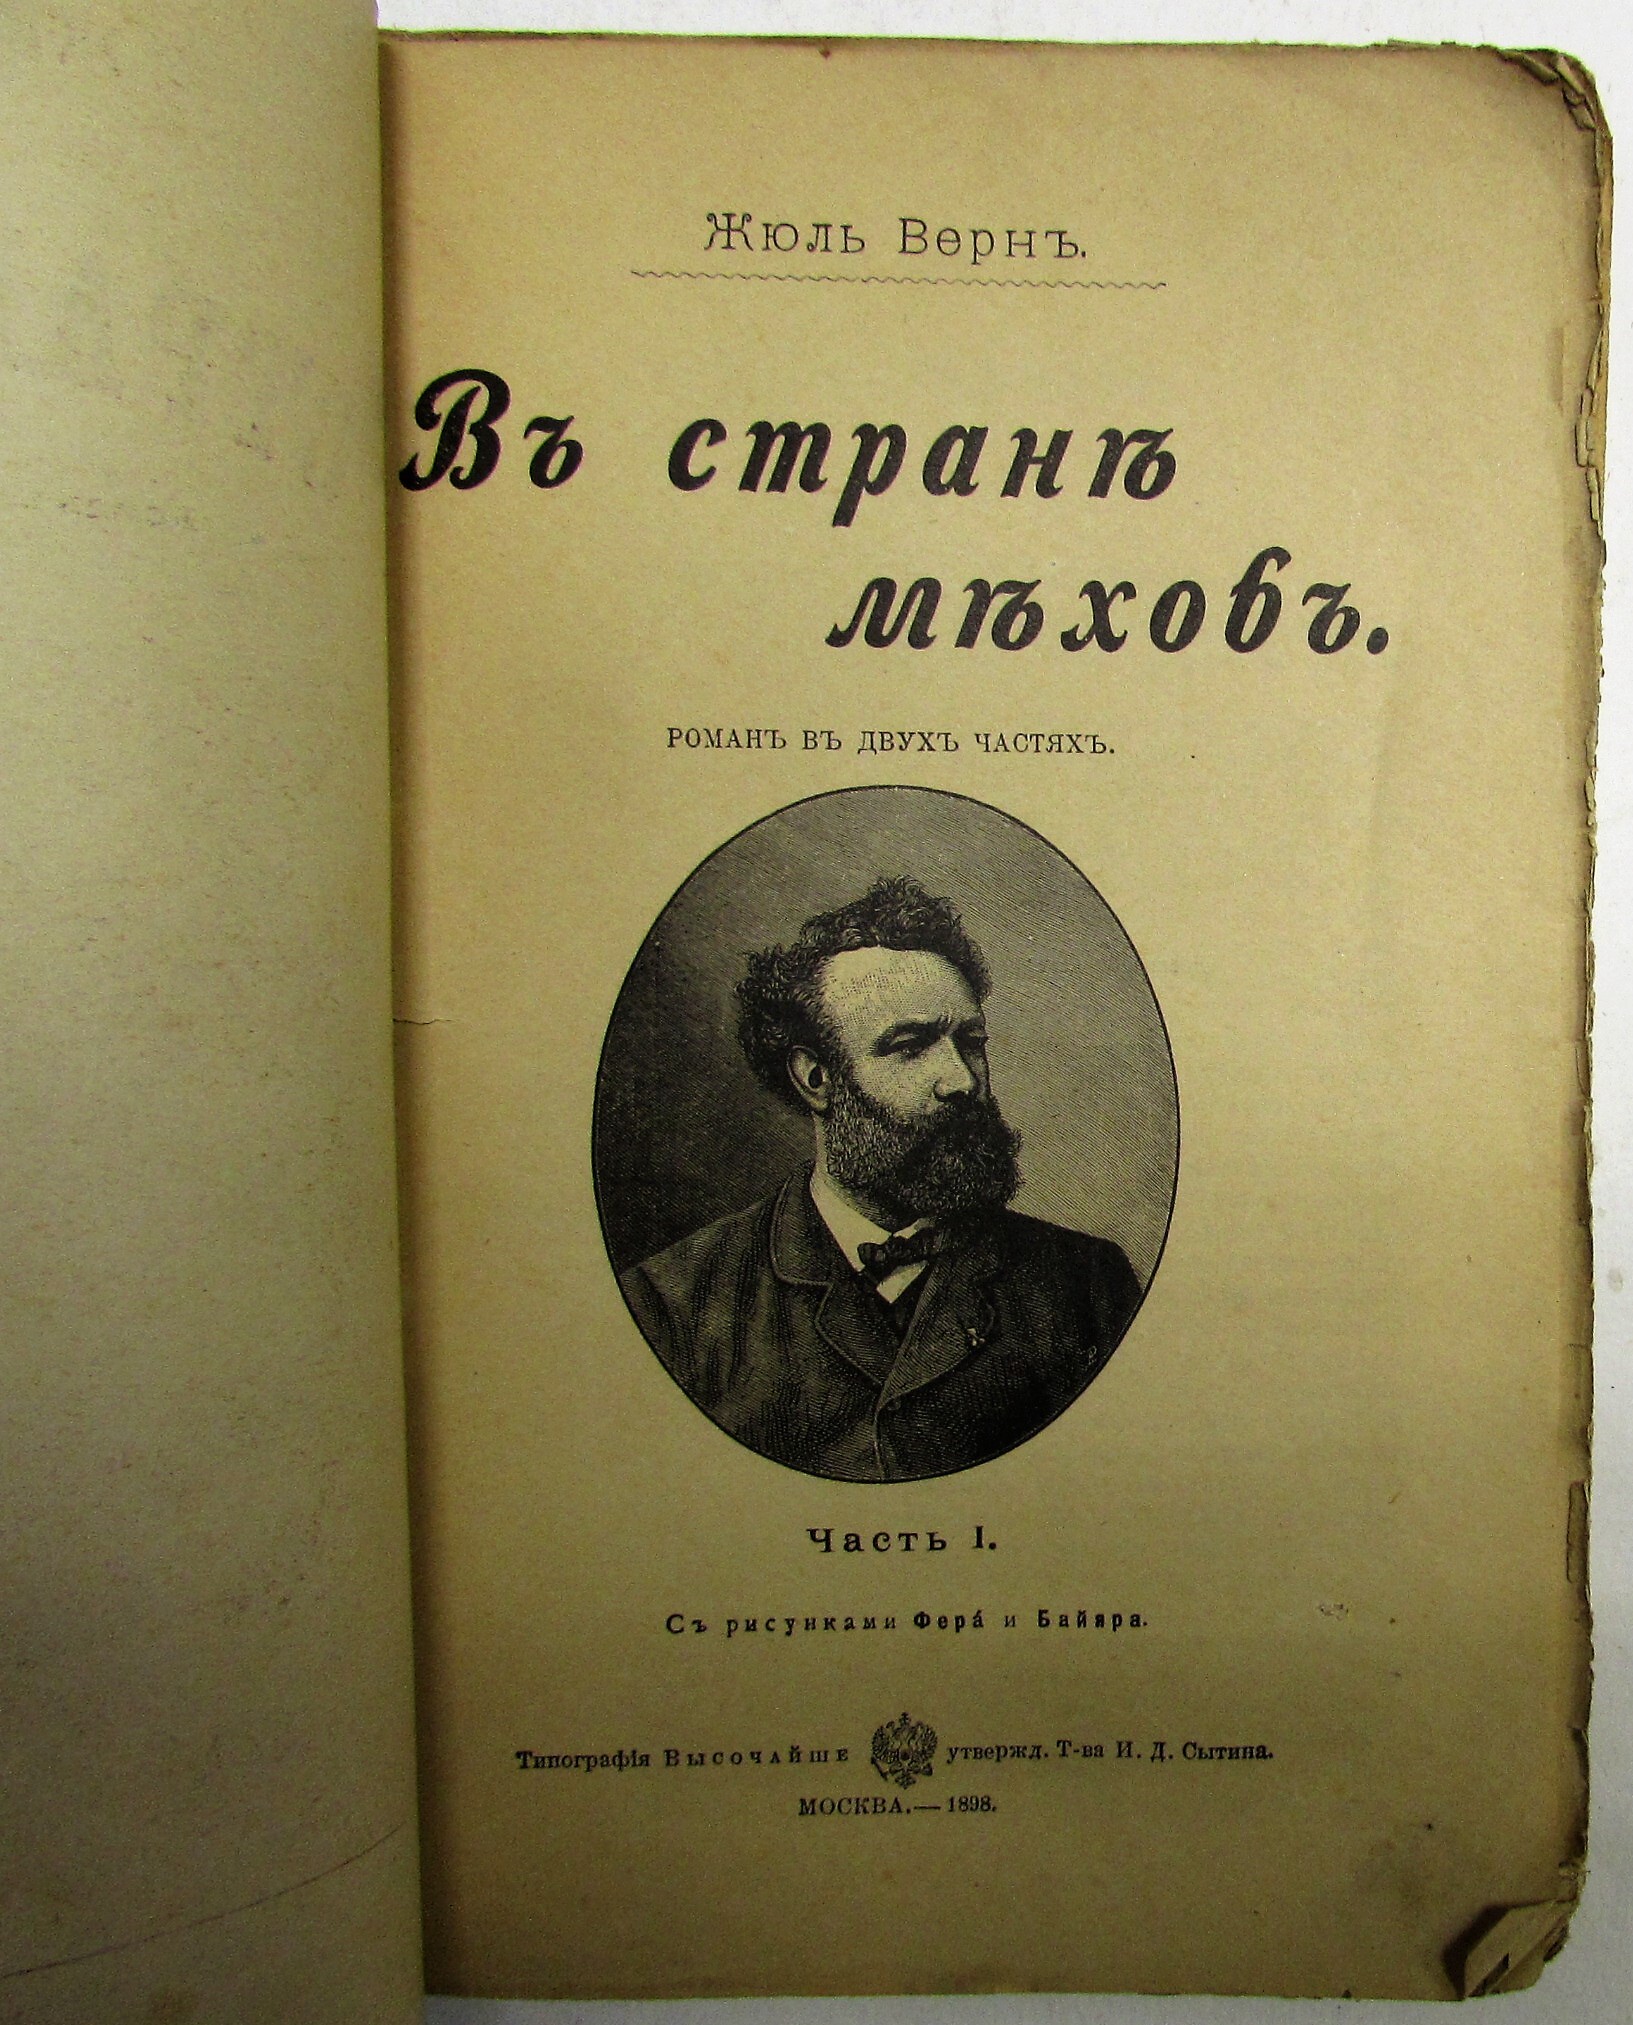 Жюль Вернъ.
Въ странѣ
мѣховъ.
РОМАНЪ ВЪ ДВУХЪ ЧАСТЯХЪ.
Часть I.
Съ рисунками Фера́ и Байяра.
Типографія ВЫСОЧАЙШЕ утвержд. Т-ва И. Д. Сытина.
МОСКВА.—1898.